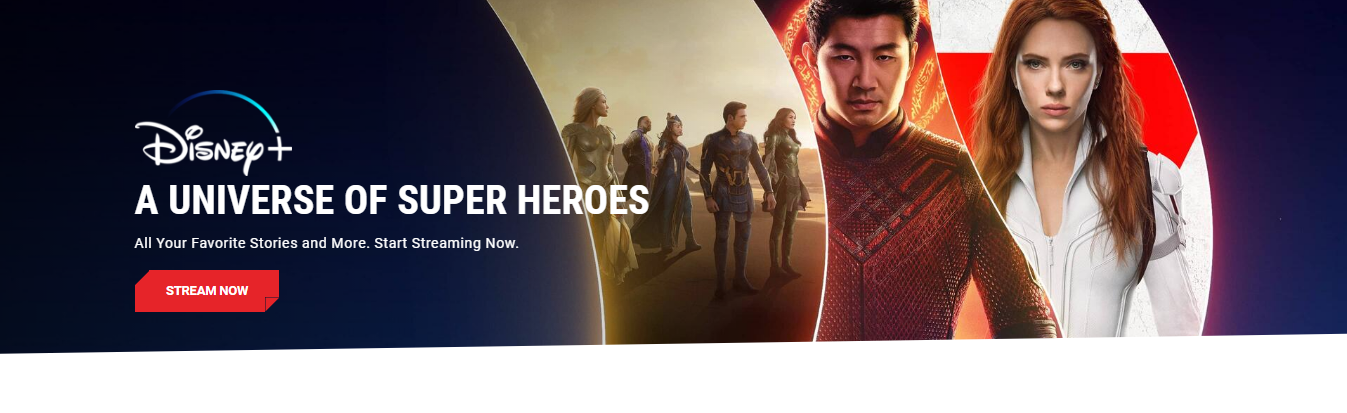 Disney+
A UNIVERSE OF SUPER HEROES
All Your Favorite Stories and More. Start Streaming Now.
STREAM NOW